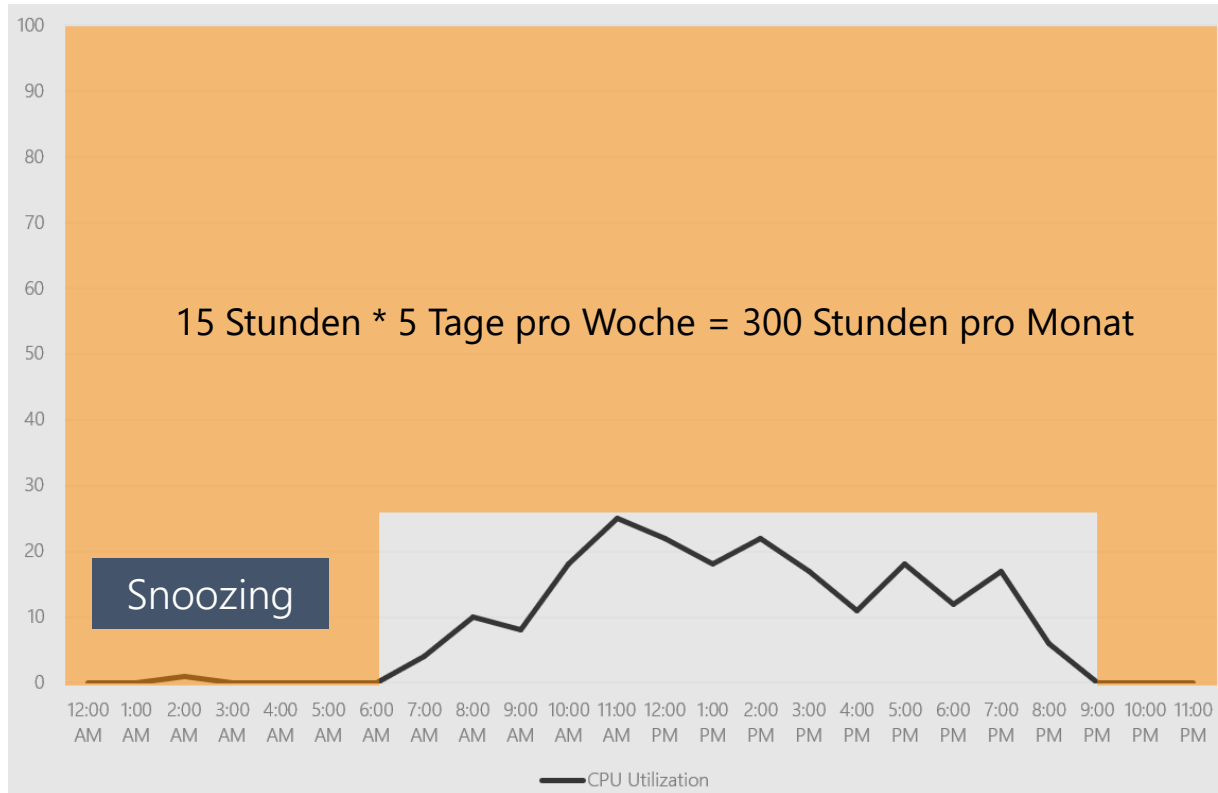 100
90
80
70
60
15 Stunden * 5 Tage pro Woche = 300 Stunden pro Monat
50
40
30
20
Snoozing
10
0
12:00 1:00 2:00 3:00 4:00 5:00 6:00 7:00 8:00 9:00 10:00 11:00 12:00 1:00 2:00 3:00 4:00 5:00 6:00 7:00 8:00 9:00 10:00 11:00
AM AM AM AM AM AM AM AM AM AM AM AM PM PM PM PM PM PM PM PM PM PM PM PM
CPU Utilization